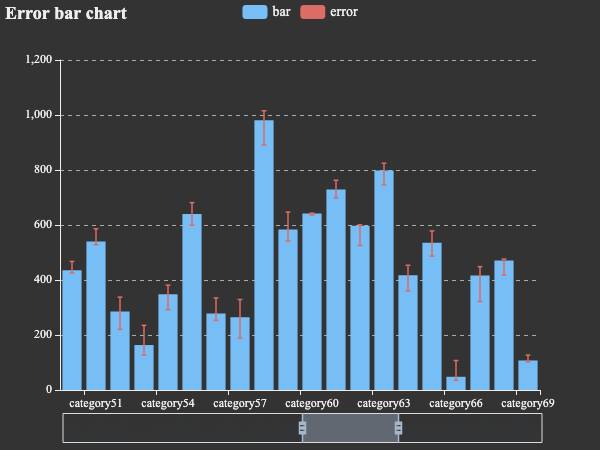 Error bar chart
bar error
1,200
1,000
800
600
400
200
0
category51 category54 category57 category60 category63 category66 category69